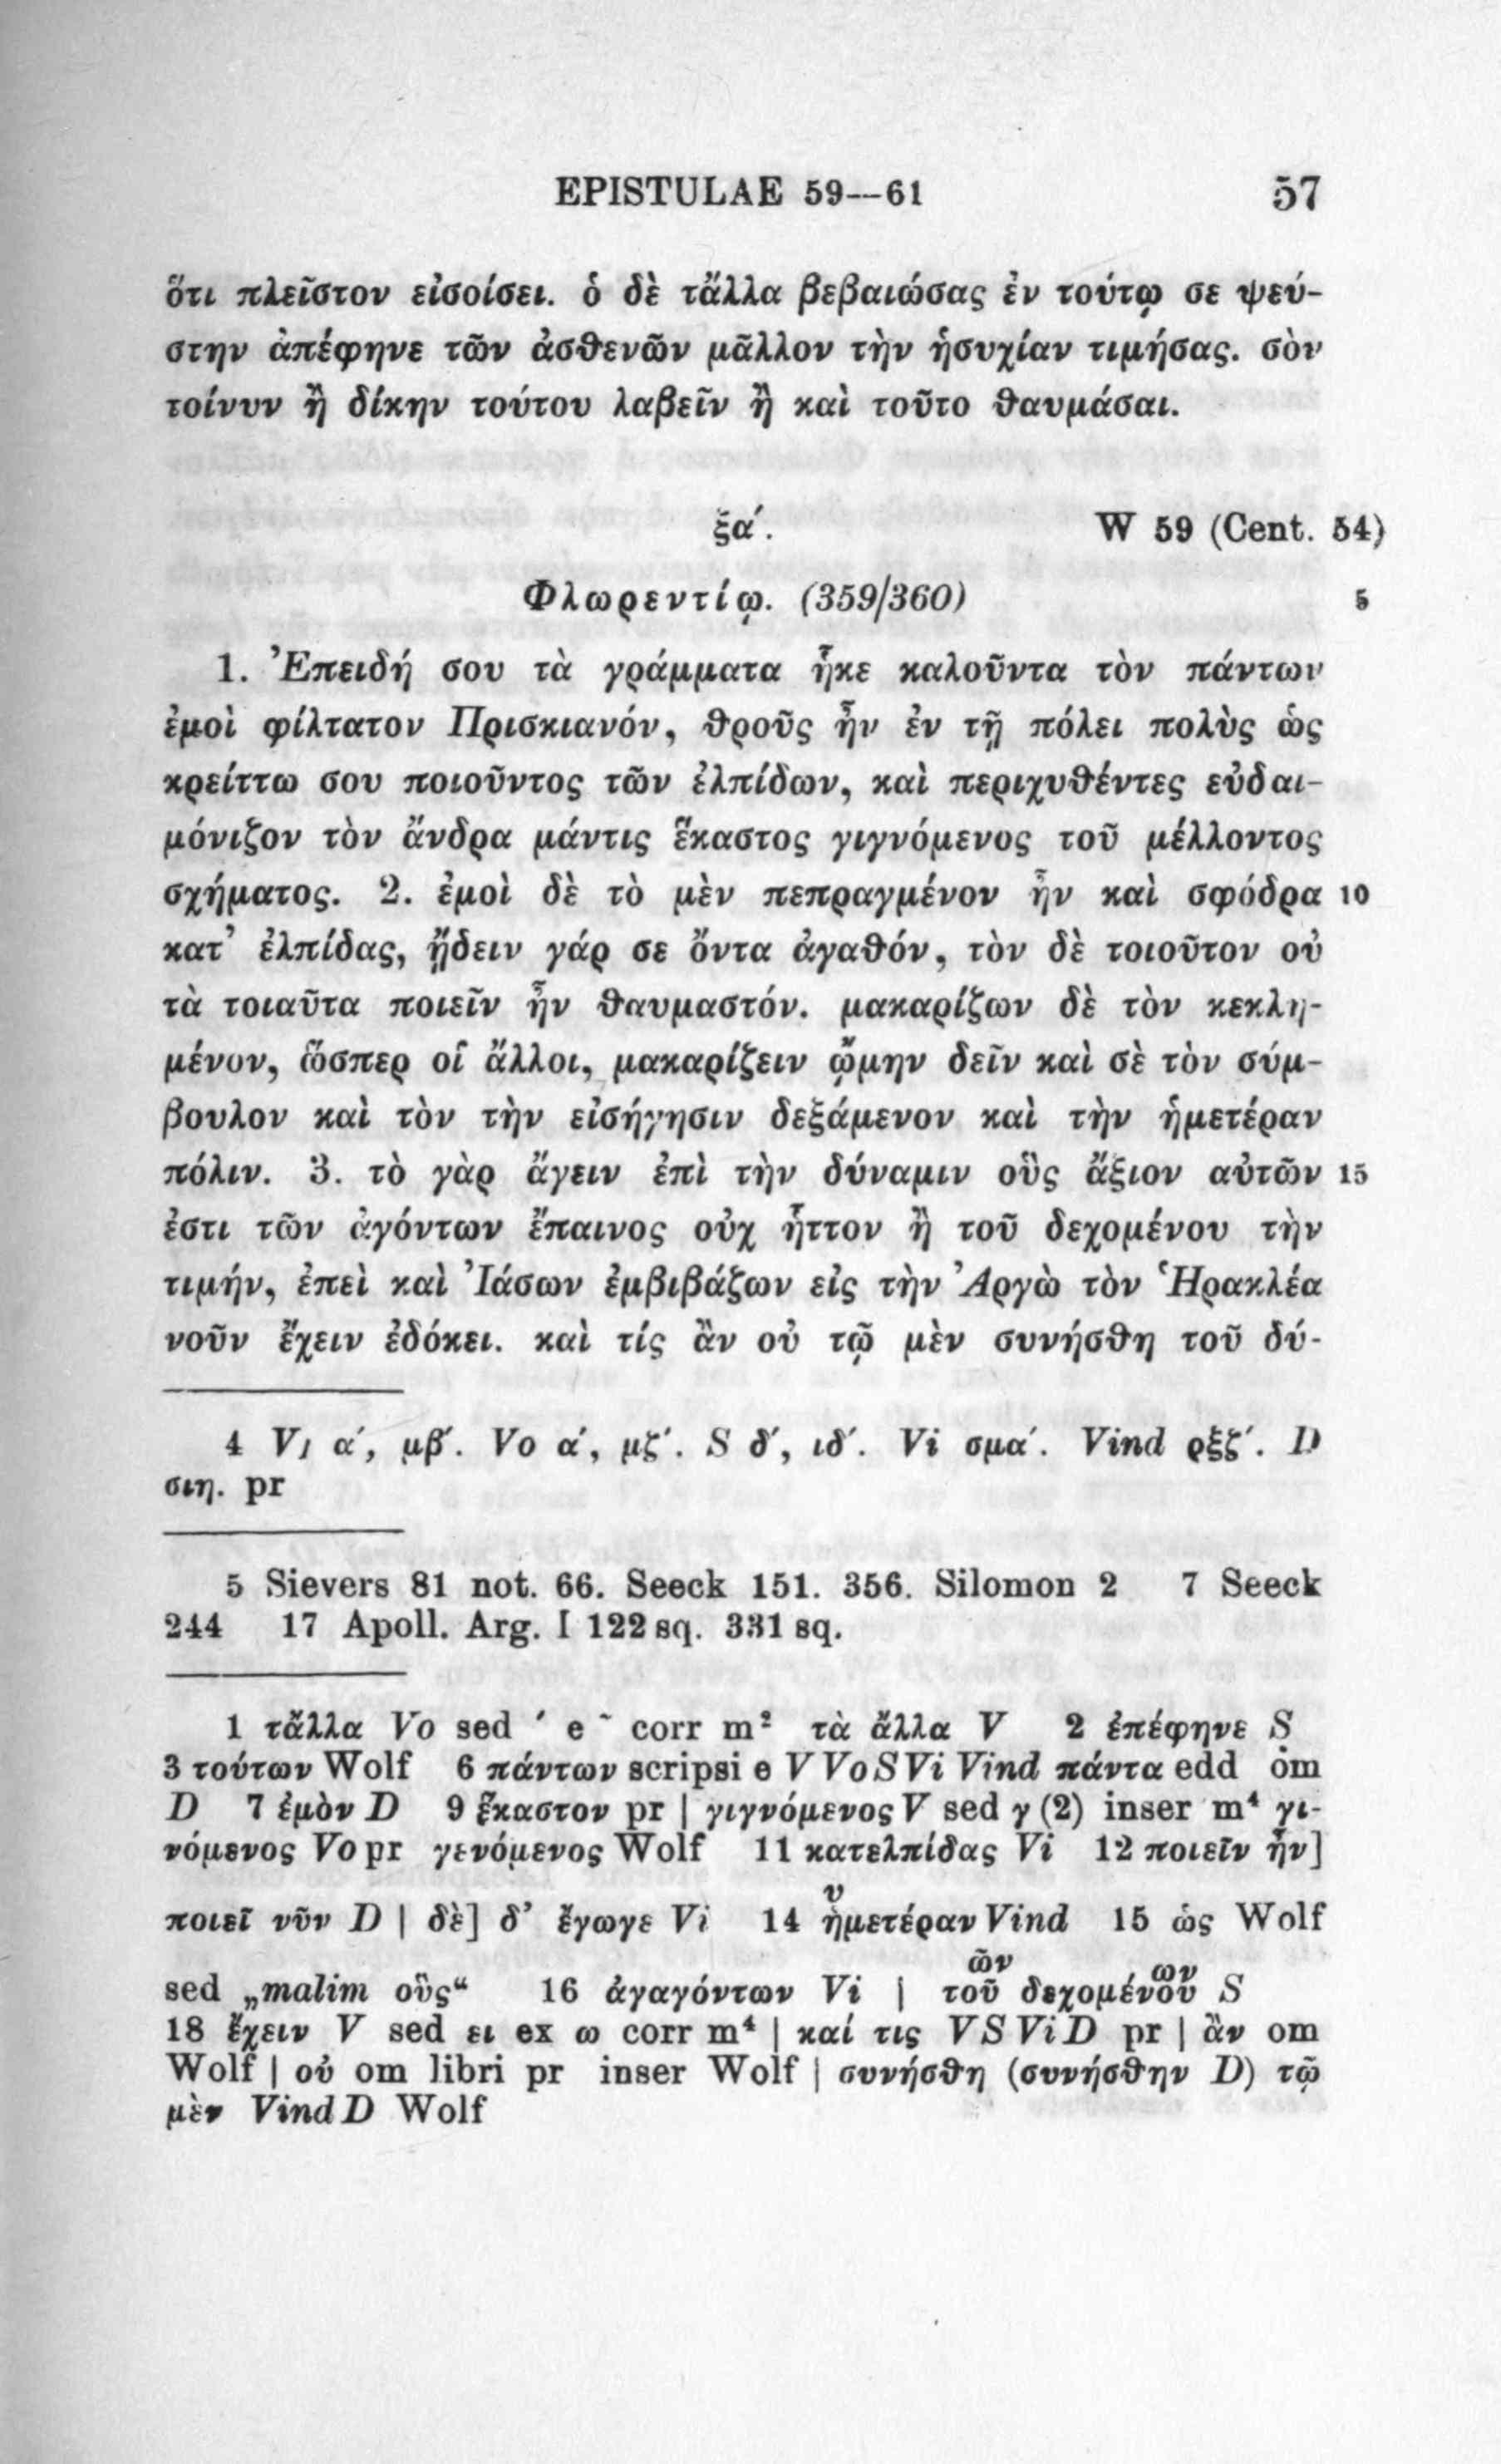 EPISTULAE 59—61 57
ὅτι πλεῖστον εἰσοίσει. ὁ δὲ τἄλλα βεβαιώσας ἐν τούτῳ σε ψεύ-
στην ἀπέφηνε τῶν ἀσθενῶν μᾶλλον τὴν ἡσυχίαν τιμήσας. σὸν
τοίνυν ἢ δίκην τούτου λαβεῖν ἢ καὶ τοῦτο θαυμάσαι.
ξα΄. W 59 (Cent. 54)
Φλωρεντίῳ. (359/360) 5
1. Ἐπειδή σου τὰ γράμματα ἧκε καλοῦντα τὸν πάντων
ἐμοὶ φίλτατον Πρισκιανόν, θροῦς ἦν ἐν τῇ πόλει πολὺς ὡς
κρείττω σου ποιοῦντος τῶν ἐλπίδων, καὶ περιχυθέντες εὐδαι-
μόνιζον τὸν ἄνδρα μάντις ἕκαστος γιγνόμενος τοῦ μέλλοντος
σχήματος. 2. ἐμοὶ δὲ τὸ μὲν πεπραγμένον ἦν καὶ σφόδρα 10
κατ’ ἐλπίδας, ᾔδειν γάρ σε ὄντα ἀγαθόν, τὸν δὲ τοιοῦτον οὐ
τὰ τοιαῦτα ποιεῖν ἦν θαυμαστόν. μακαρίζων δὲ τὸν κεκλη-
μένον, ὥσπερ οἱ ἄλλοι, μακαρίζειν ᾤμην δεῖν καὶ σὲ τὸν σύμ-
βουλον καὶ τὸν τὴν εἰσήγησιν δεξάμενον καὶ τὴν ἡμετέραν
πόλιν. 3. τὸ γὰρ ἄγειν ἐπὶ τὴν δύναμιν οὓς ἄξιον αὐτῶν 15
ἐστι τῶν ἀγόντων ἔπαινος οὐχ ἧττον ἢ τοῦ δεχομένου τὴν
τιμήν, ἐπεὶ καὶ Ἰάσων ἐμβιβάζων εἰς τὴν Ἀργὼ τὸν Ἡρακλέα
νοῦν ἔχειν ἐδόκει. καὶ τίς ἂν οὐ τῷ μὲν συνήσθη τοῦ δύ-
4 V α΄, μβ΄. Vo α΄, μζ΄. S δ΄, ιδ΄. Vi σμα΄. Vind ρξζ΄. D
σιη. pr
5 Sievers 81 not. 66. Seeck 151. 356. Silomon 2 7 Seeck
244 17 Apoll. Arg. I 122 sq. 331 sq.
1 τἄλλα Vo sed ΄ e ῀ corr m² τὰ ἄλλα V 2 ἐπέφηνε S
3 τούτων Wolf 6 πάντων scripsi e V Vo S Vi Vind πάντα edd om
D 7 ἐμὸν D 9 ἕκαστον pr | γιγνόμενος V sed γ (2) inser m⁴ γι-
νόμενος Vo pr γενόμενος Wolf 11 κατελπίδας Vi 12 ποιεῖν ἦν]
ποιεῖ νῦν D | δὲ] δ’ ἔγωγε Vi 14 ἡμετέραν Vind 15 ὡς Wolf
υ
sed „malim οὓς“ 16 ἀγαγόντων Vi | τοῦ δεχομένου S
ῶν ων
18 ἔχειν V sed ει ex ω corr m⁴ | καί τις V S Vi D pr | ἂν om
Wolf | οὐ om libri pr inser Wolf | συνήσθη (συνήσθην D) τῷ
μὲν Vind D Wolf